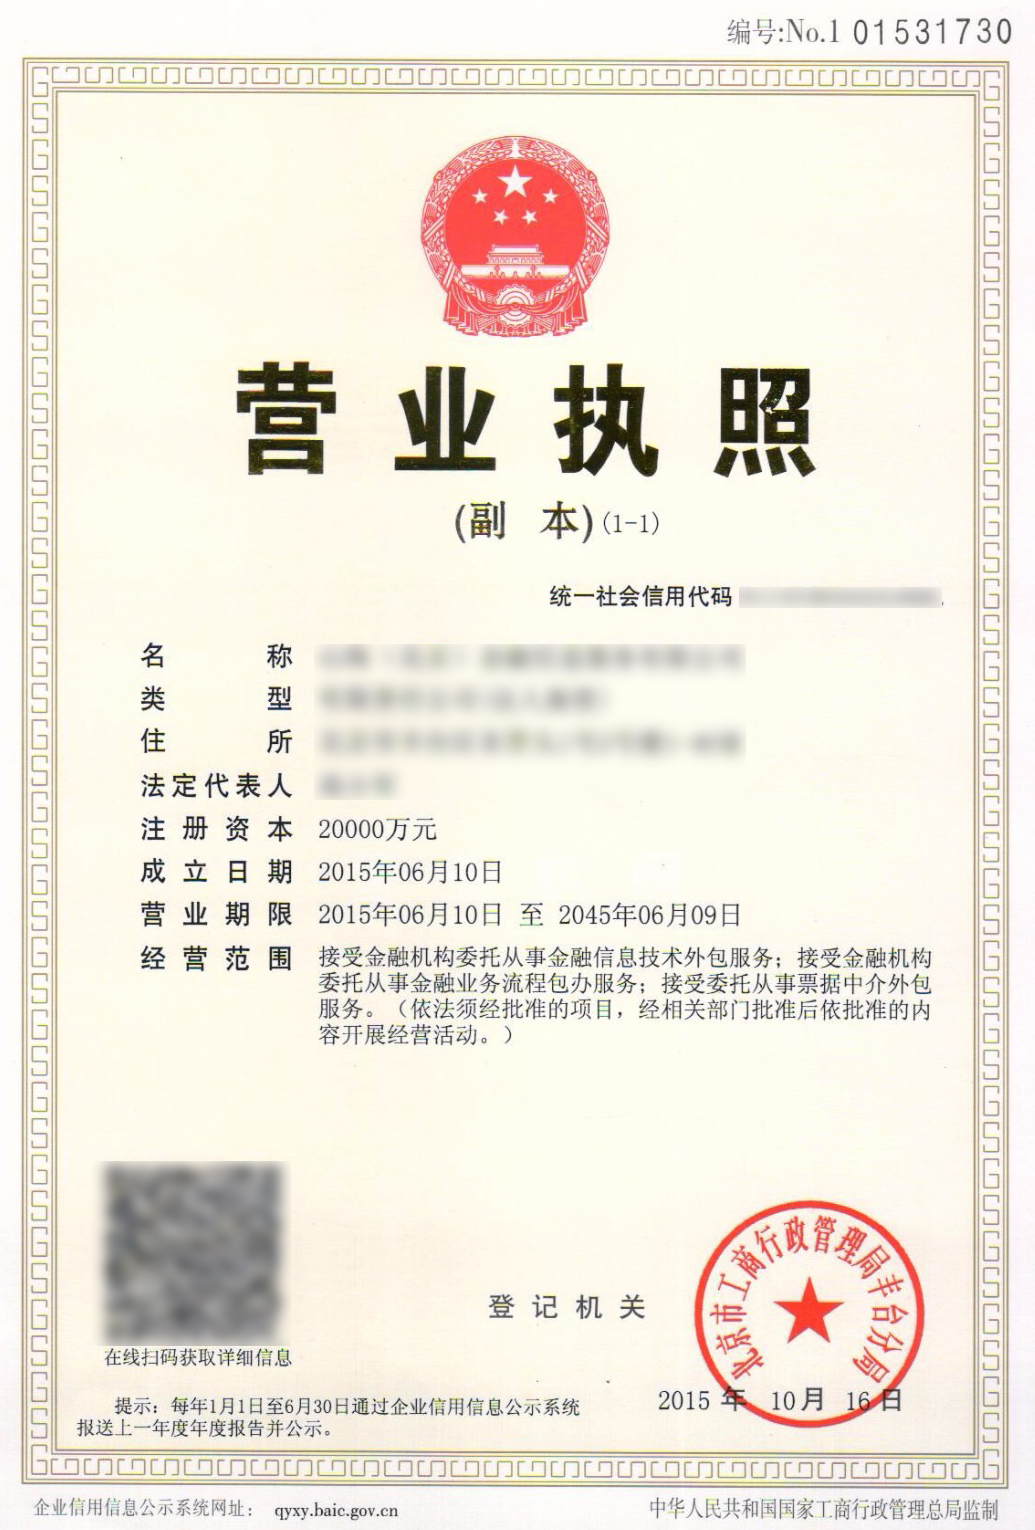 编号:No.1 01531730
营业执照
(副 本)(1-1)
统一社会信用代码
名 称
类 型
住 所
法定代表人
注册资本 20000万元
成立日期 2015年06月10日
营业期限 2015年06月10日 至 2045年06月09日
经营范围 接受金融机构委托从事金融信息技术外包服务；接受金融机构
委托从事金融业务流程包办服务；接受委托从事票据中介外包
服务。（依法须经批准的项目，经相关部门批准后依批准的内
容开展经营活动。）
在线扫码获取详细信息
登记机关
北京市工商行政管理局丰台分局
2015 年 10 月 16 日
提示：每年1月1日至6月30日通过企业信用信息公示系统
报送上一年度年度报告并公示。
企业信用信息公示系统网址： qyxy.baic.gov.cn
中华人民共和国国家工商行政管理总局监制